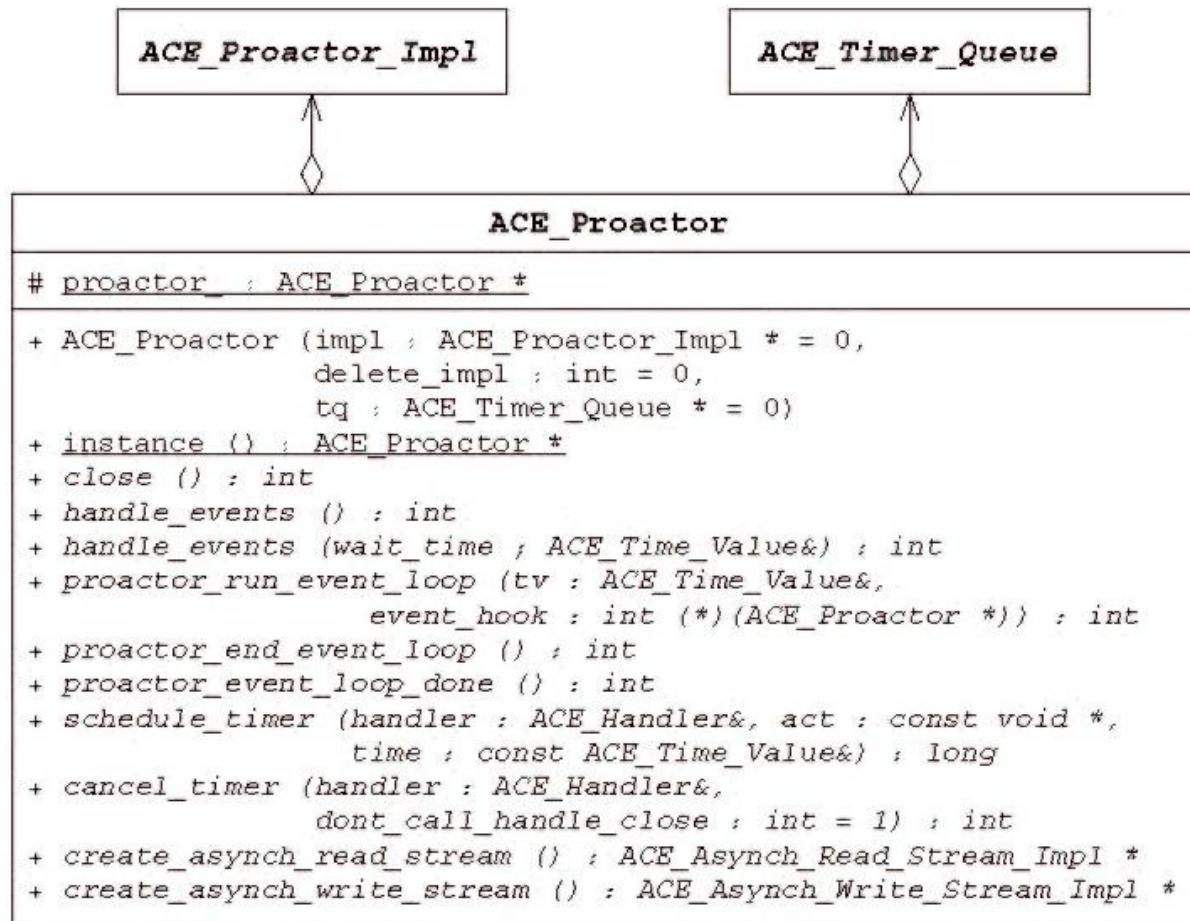 ACE_Proactor_Impl ACE_Timer_Queue
ACE_Proactor
# proactor_ : ACE_Proactor *
+ ACE_Proactor (impl : ACE_Proactor_Impl * = 0,
delete_impl : int = 0,
tq : ACE_Timer_Queue * = 0)
+ instance () : ACE_Proactor *
+ close () : int
+ handle_events () : int
+ handle_events (wait_time ; ACE_Time_Value&) : int
+ proactor_run_event_loop (tv : ACE_Time_Value&,
event_hook : int (*)(ACE_Proactor *)) : int
+ proactor_end_event_loop () : int
+ proactor_event_loop_done () : int
+ schedule_timer (handler : ACE_Handler&, act : const void *,
time : const ACE_Time_Value&) : long
+ cancel_timer (handler : ACE_Handler&,
dont_call_handle_close : int = 1) : int
+ create_asynch_read_stream () : ACE_Asynch_Read_Stream_Impl *
+ create_asynch_write_stream () : ACE_Asynch_Write_Stream_Impl *